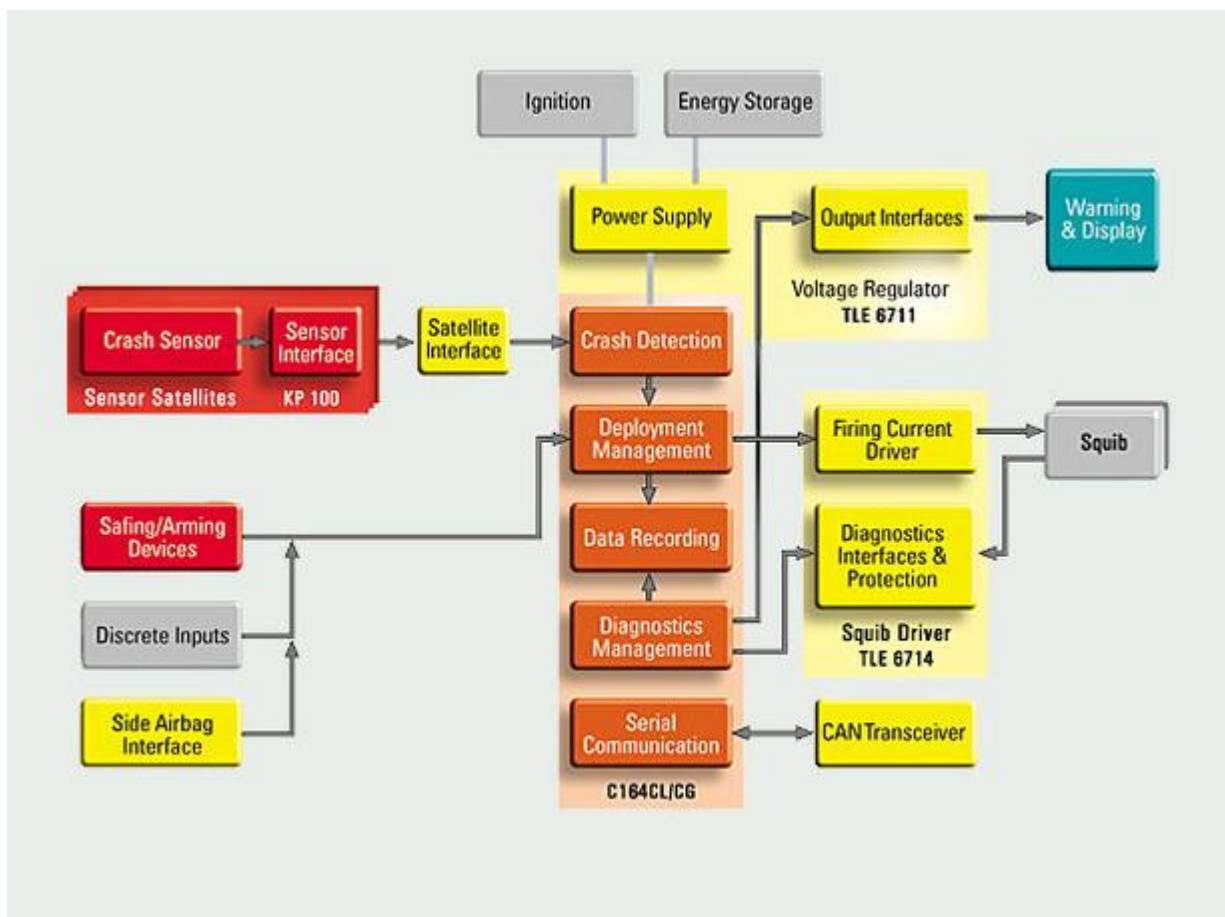 Ignition
Energy Storage
Power Supply
Output Interfaces
Warning
& Display
Voltage Regulator
TLE 6711
Crash Sensor
Sensor
Interface
Sensor Satellites
KP 100
Satellite
Interface
Crash Detection
Deployment
Management
Firing Current
Driver
Squib
Safing/Arming
Devices
Data Recording
Diagnostics
Interfaces &
Protection
Discrete Inputs
Diagnostics
Management
Squib Driver
TLE 6714
Side Airbag
Interface
Serial
Communication
CAN Transceiver
C164CL/CG